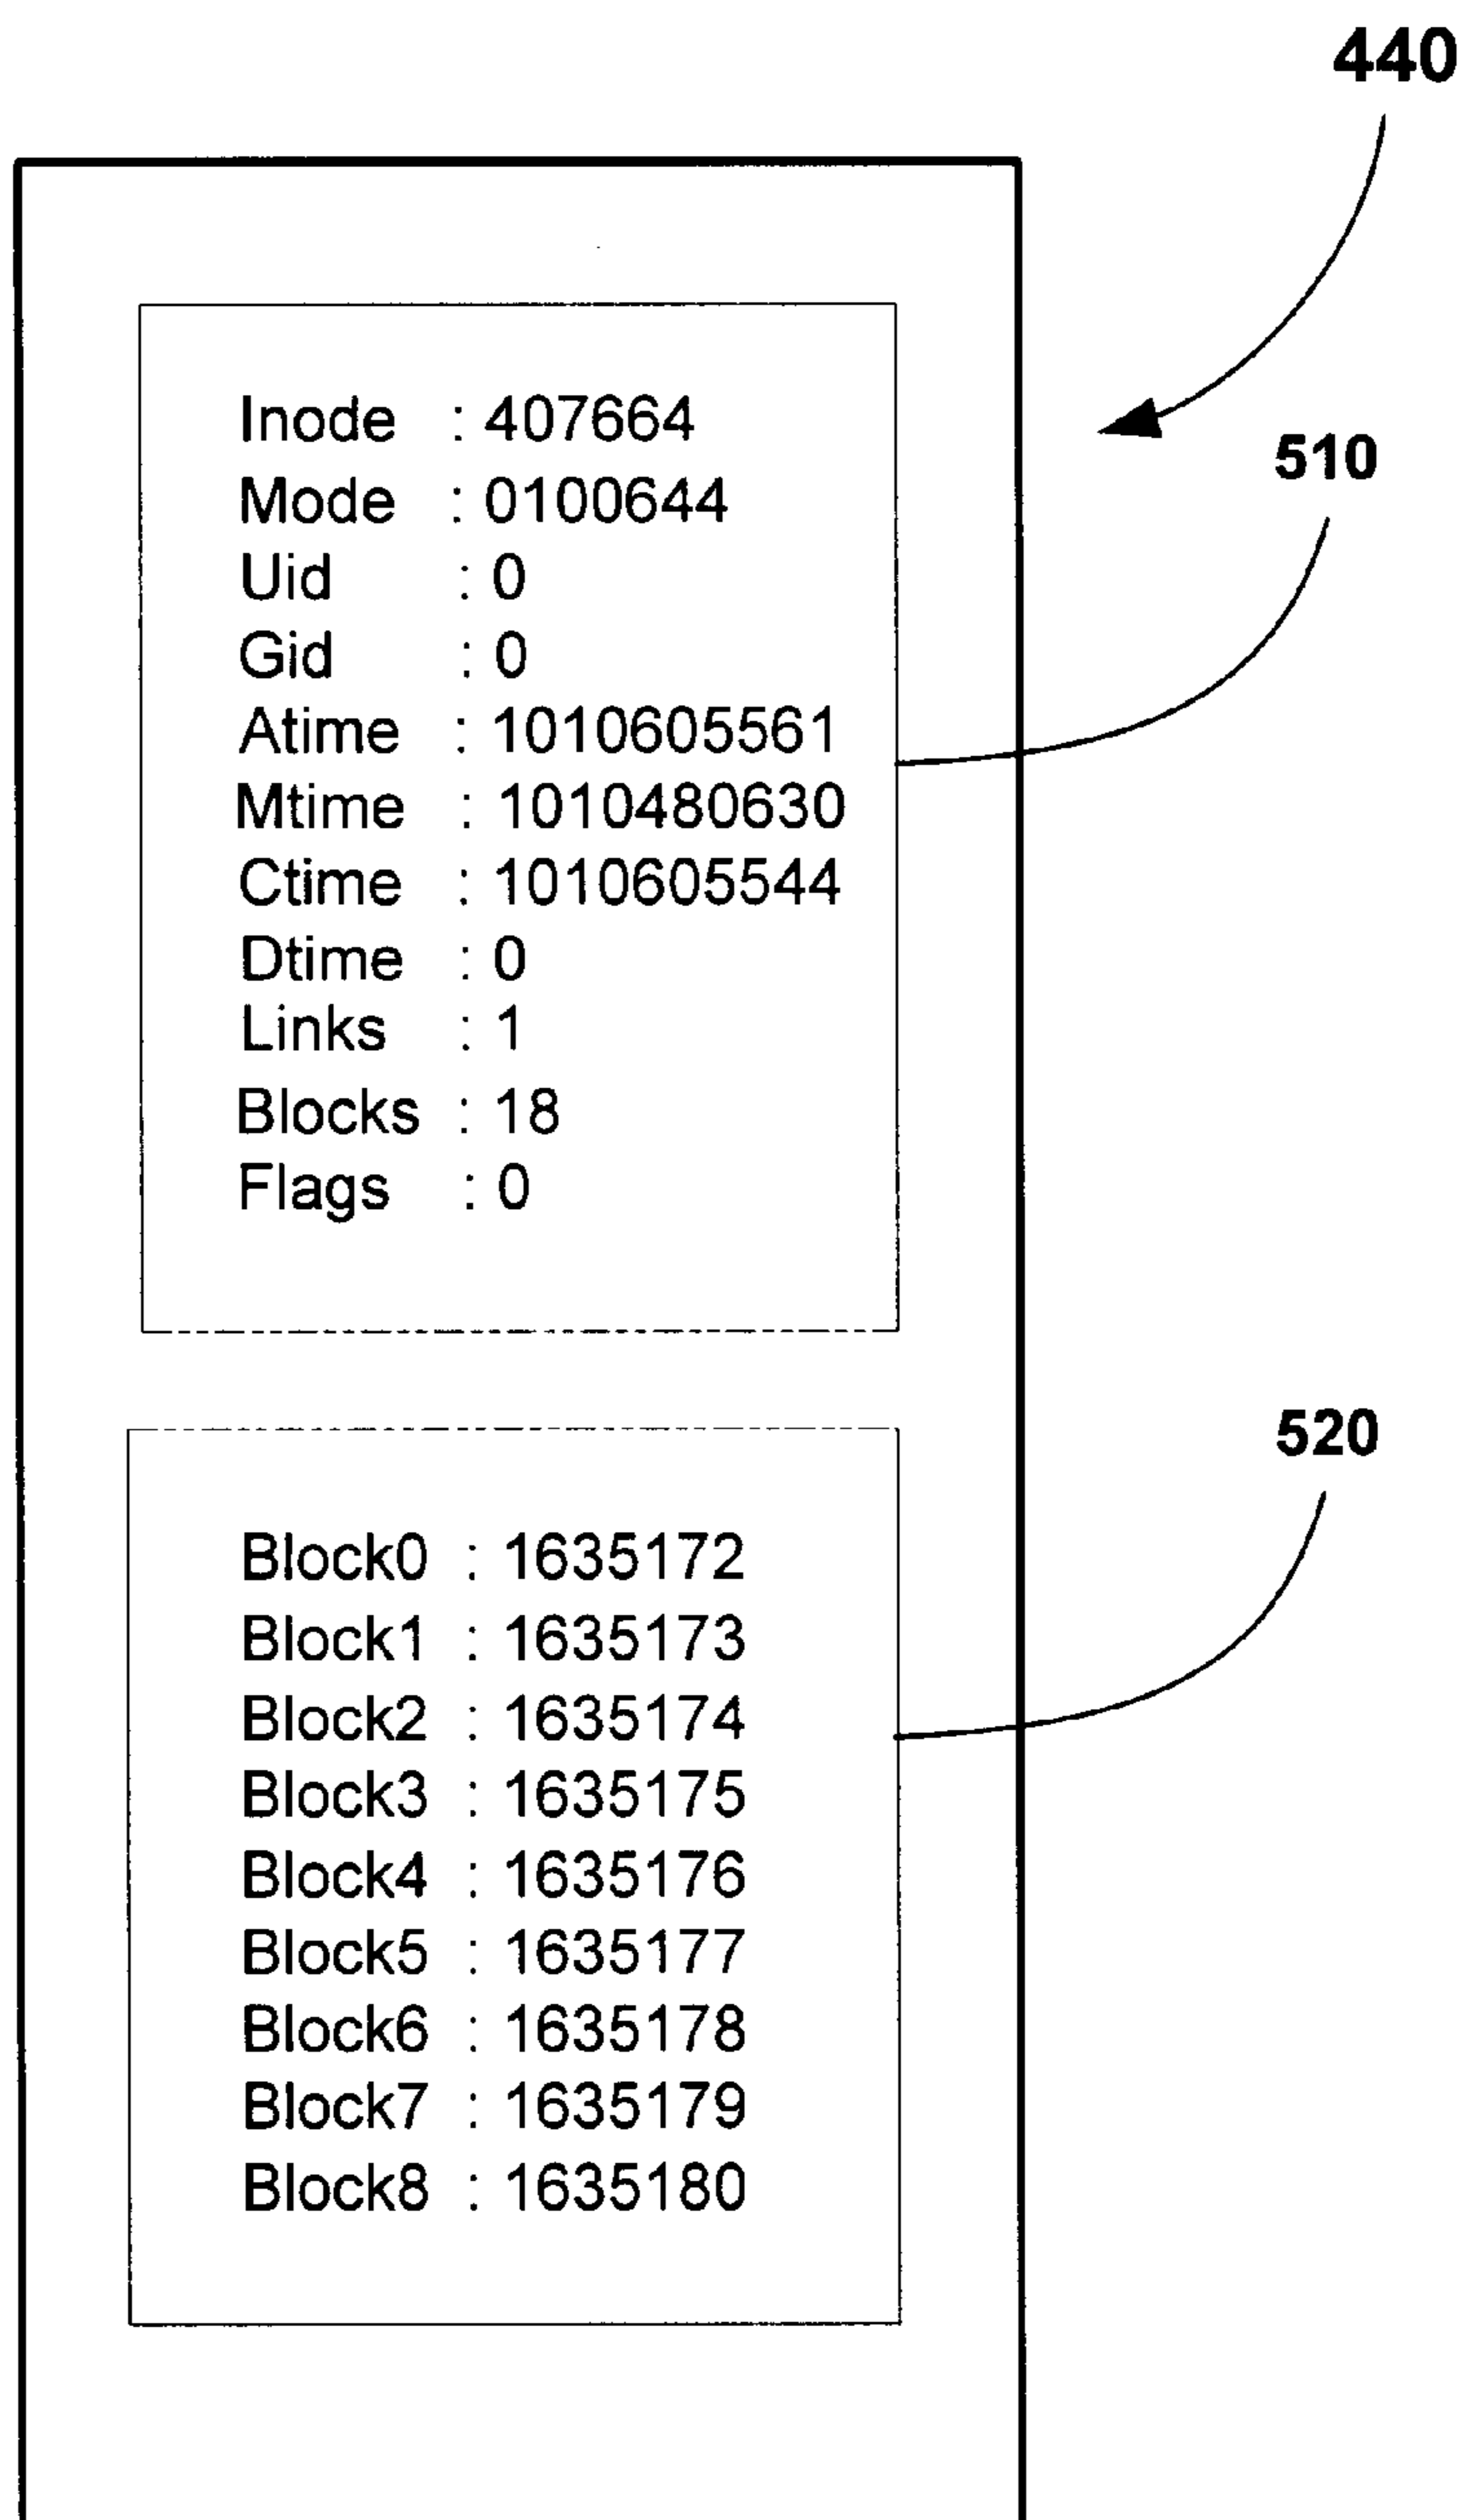 440
Inode : 407664
510
Mode : 0100644
Uid : 0
Gid : 0
Atime : 1010605561
Mtime : 1010480630
Ctime : 1010605544
Dtime : 0
Links : 1
Blocks : 18
Flags : 0
520
Block0 : 1635172
Block1 : 1635173
Block2 : 1635174
Block3 : 1635175
Block4 : 1635176
Block5 : 1635177
Block6 : 1635178
Block7 : 1635179
Block8 : 1635180